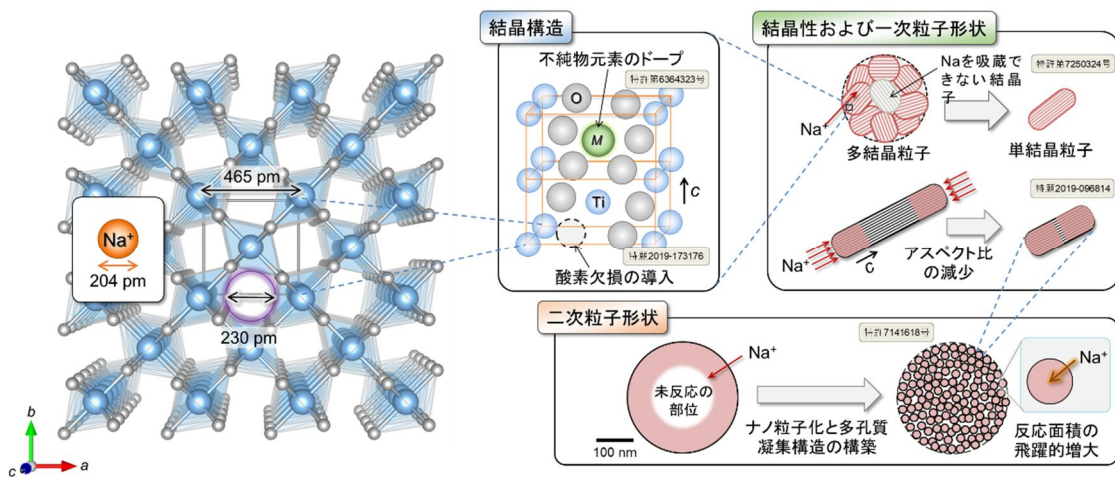 465 pm
Na⁺
204 pm
230 pm
b
c
a
結晶構造
不純物元素のドープ
特許第6364323号
O
M
Ti
c
特願2019-173176
酸素欠損の導入
結晶性および一次粒子形状
特許第7250324号
Naを吸蔵で
きない結晶
子
Na⁺
多結晶粒子
単結晶粒子
特願2019-096814
Na⁺
c
アスペクト比
の減少
二次粒子形状
特許7141618号
Na⁺
未反応の
部位
100 nm
ナノ粒子化と多孔質
凝集構造の構築
Na⁺
反応面積の
飛躍的増大